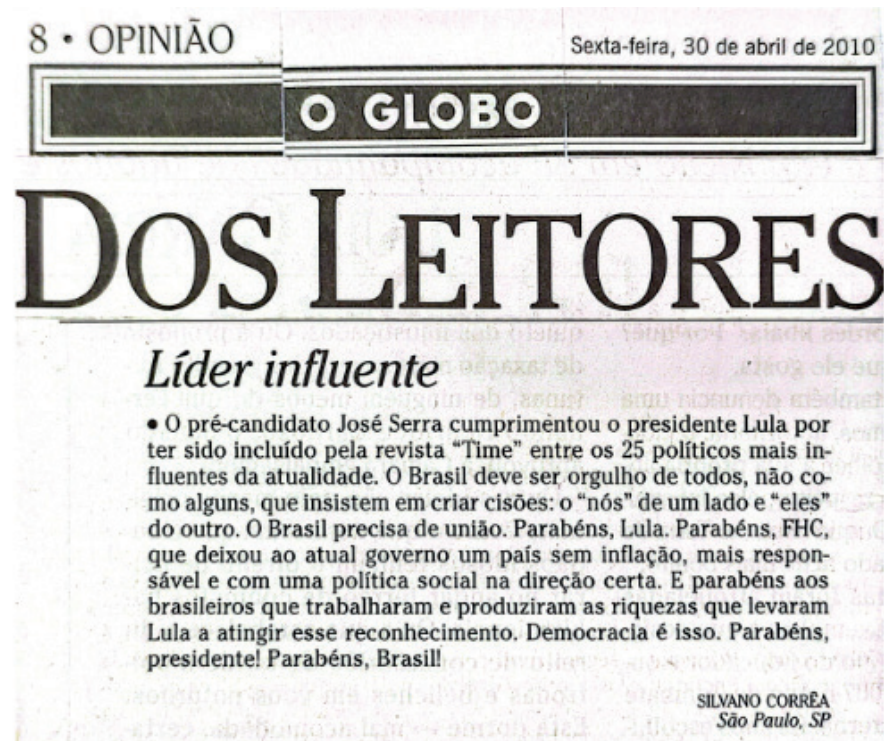 8 • OPINIÃO
Sexta-feira, 30 de abril de 2010
O GLOBO
DOS LEITORES
Líder influente
• O pré-candidato José Serra cumprimentou o presidente Lula por
ter sido incluído pela revista “Time” entre os 25 políticos mais in-
fluentes da atualidade. O Brasil deve ser orgulho de todos, não co-
mo alguns, que insistem em criar cisões: o “nós” de um lado e “eles”
do outro. O Brasil precisa de união. Parabéns, Lula. Parabéns, FHC,
que deixou ao atual governo um país sem inflação, mais respon-
sável e com uma política social na direção certa. E parabéns aos
brasileiros que trabalharam e produziram as riquezas que levaram
Lula a atingir esse reconhecimento. Democracia é isso. Parabéns,
presidente! Parabéns, Brasil!
SILVANO CORRÊA
São Paulo, SP